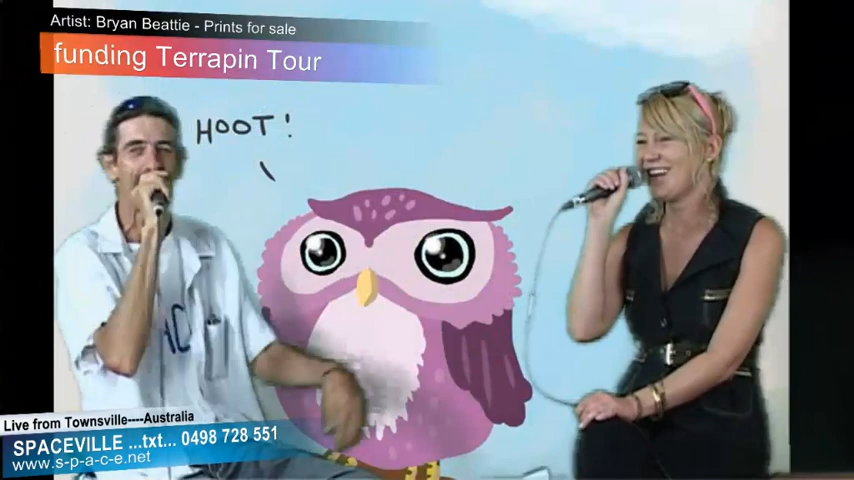 Artist: Bryan Beattie - Prints for sale
funding Terrapin Tour
HOOT!
AC
Live from Townsville----Australia
SPACEVILLE ...txt... 0498 728 551
www.s-p-a-c-e.net